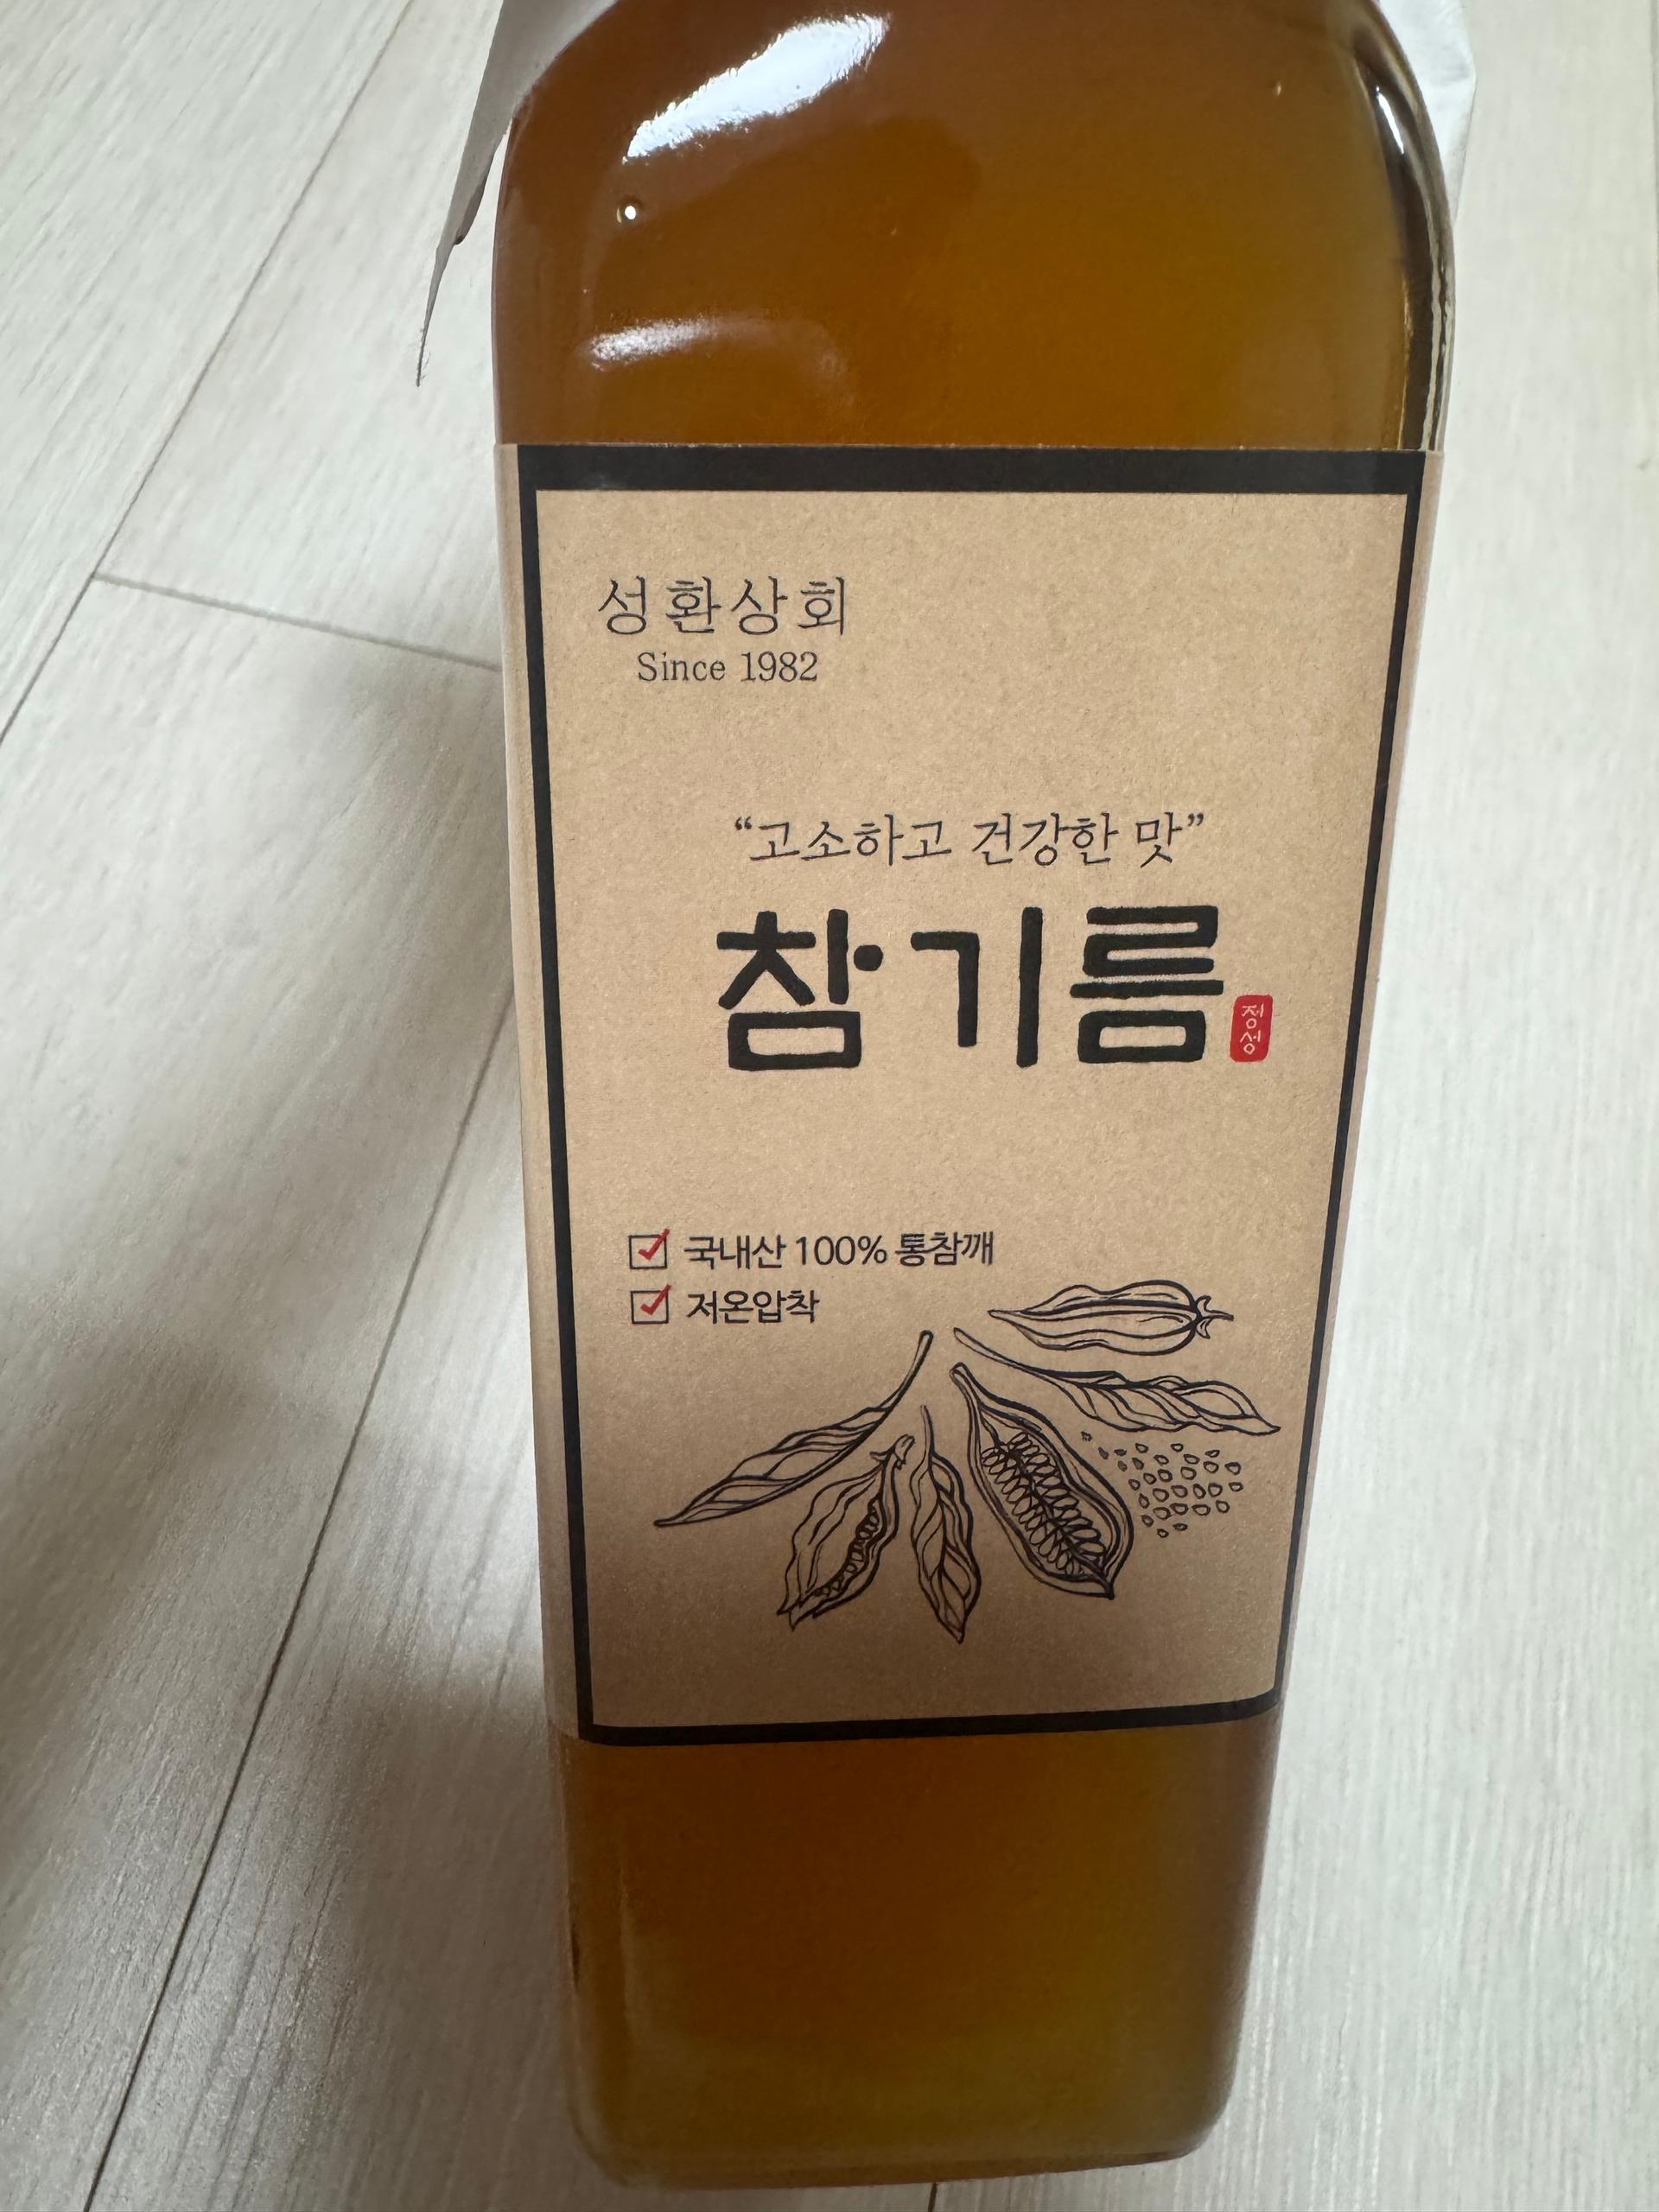 성환상회
Since 1982
“고소하고 건강한 맛”
참기름
정성
국내산 100% 통참깨
저온압착